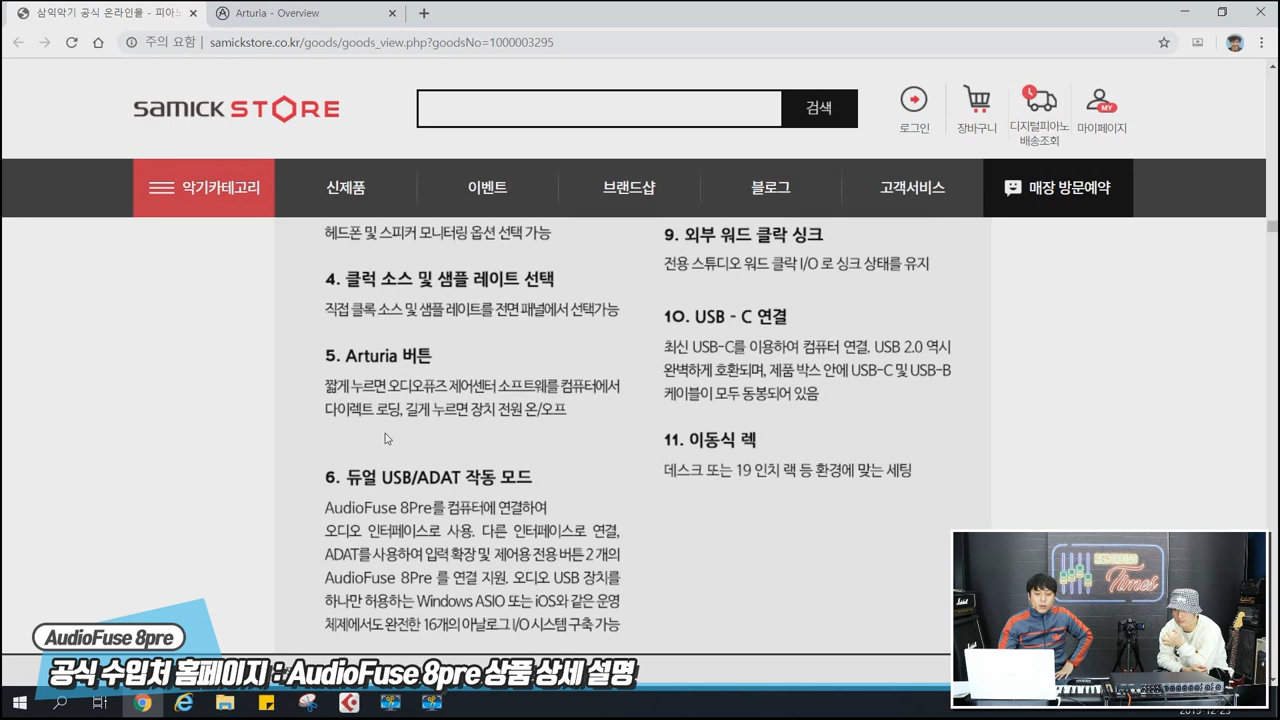 삼익악기 공식 온라인몰 - 피아노
Arturia - Overview
주의 요함 | samickstore.co.kr/goods/goods_view.php?goodsNo=1000003295
SAMICK STORE
검색
로그인
장바구니
디지털피아노
배송조회
MY
마이페이지
악기카테고리
신제품
이벤트
브랜드샵
블로그
고객서비스
매장 방문예약
헤드폰 및 스피커 모니터링 옵션 선택 가능
4. 클럭 소스 및 샘플 레이트 선택
직접 클록 소스 및 샘플 레이트를 전면 패널에서 선택가능
5. Arturia 버튼
짧게 누르면 오디오퓨즈 제어센터 소프트웨를 컴퓨터에서
다이렉트 로딩, 길게 누르면 장치 전원 온/오프
6. 듀얼 USB/ADAT 작동 모드
AudioFuse 8Pre를 컴퓨터에 연결하여
오디오 인터페이스로 사용. 다른 인터페이스로 연결,
ADAT를 사용하여 입력 확장 및 제어용 전용 버튼 2 개의
AudioFuse 8Pre 를 연결 지원. 오디오 USB 장치를
하나만 허용하는 Windows ASIO 또는 iOS와 같은 운영
체제에서도 완전한 16개의 아날로그 I/O 시스템 구축 가능
9. 외부 워드 클락 싱크
전용 스튜디오 워드 클락 I/O 로 싱크 상태를 유지
10. USB - C 연결
최신 USB-C를 이용하여 컴퓨터 연결. USB 2.0 역시
완벽하게 호환되며, 제품 박스 안에 USB-C 및 USB-B
케이블이 모두 동봉되어 있음
11. 이동식 렉
데스크 또는 19 인치 랙 등 환경에 맞는 세팅
Times
AudioFuse 8pre
공식 수입처 홈페이지 : AudioFuse 8pre 상품 상세 설명